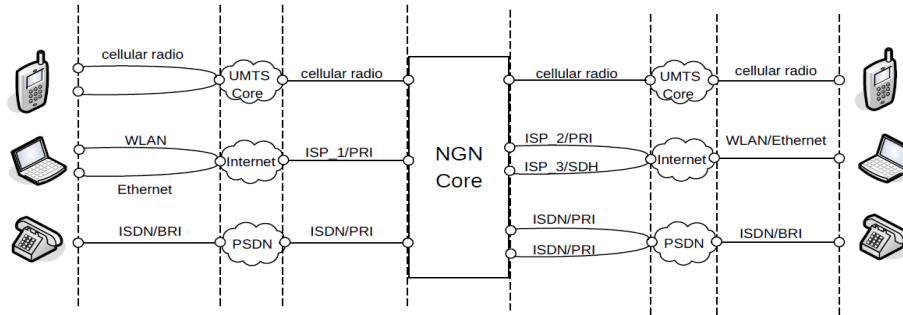 cellular radio
UMTS
Core
cellular radio
cellular radio
UMTS
Core
cellular radio
WLAN
Internet
Ethernet
ISP_1/PRI
NGN
Core
ISP_2/PRI
ISP_3/SDH
Internet
WLAN/Ethernet
ISDN/BRI
PSDN
ISDN/PRI
ISDN/PRI
ISDN/PRI
PSDN
ISDN/BRI